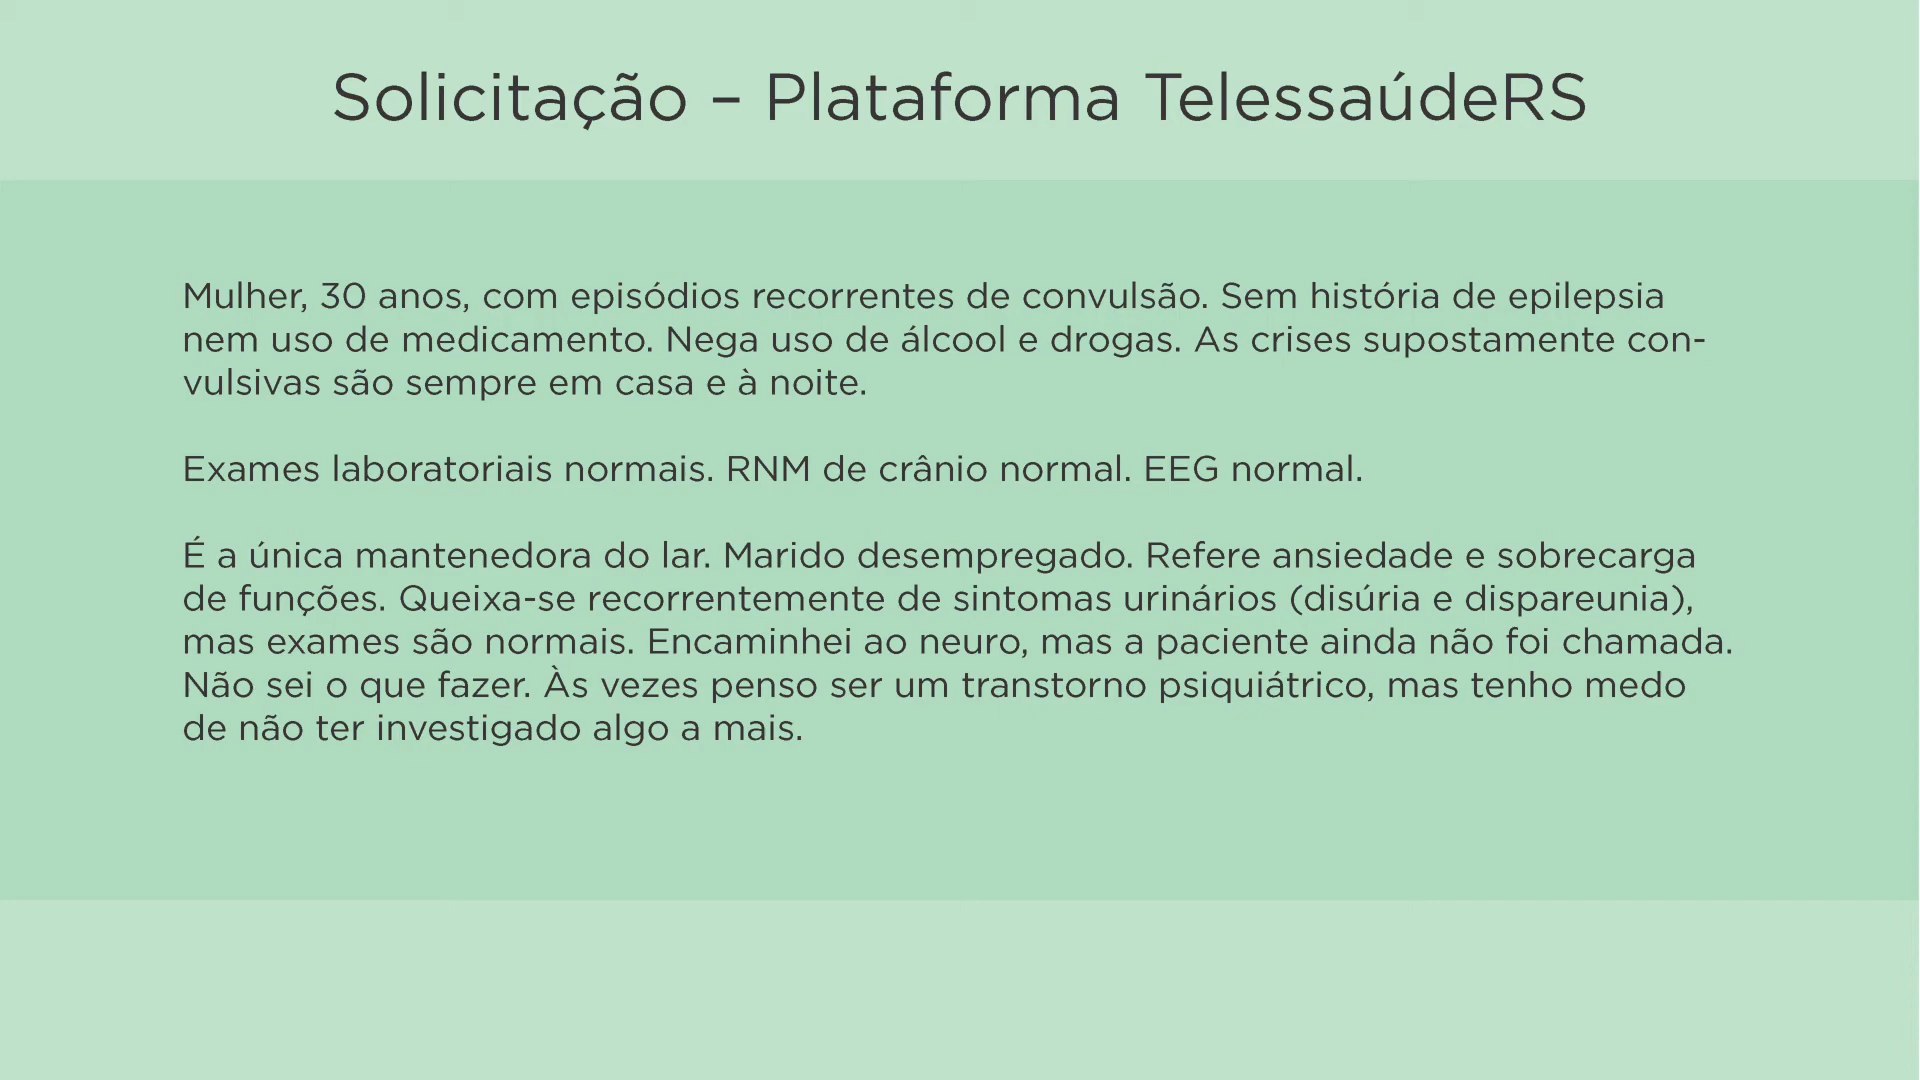 Solicitação – Plataforma TelessaúdeRS
Mulher, 30 anos, com episódios recorrentes de convulsão. Sem história de epilepsia
nem uso de medicamento. Nega uso de álcool e drogas. As crises supostamente con-
vulsivas são sempre em casa e à noite.
Exames laboratoriais normais. RNM de crânio normal. EEG normal.
É a única mantenedora do lar. Marido desempregado. Refere ansiedade e sobrecarga
de funções. Queixa-se recorrentemente de sintomas urinários (disúria e dispareunia),
mas exames são normais. Encaminhei ao neuro, mas a paciente ainda não foi chamada.
Não sei o que fazer. Às vezes penso ser um transtorno psiquiátrico, mas tenho medo
de não ter investigado algo a mais.